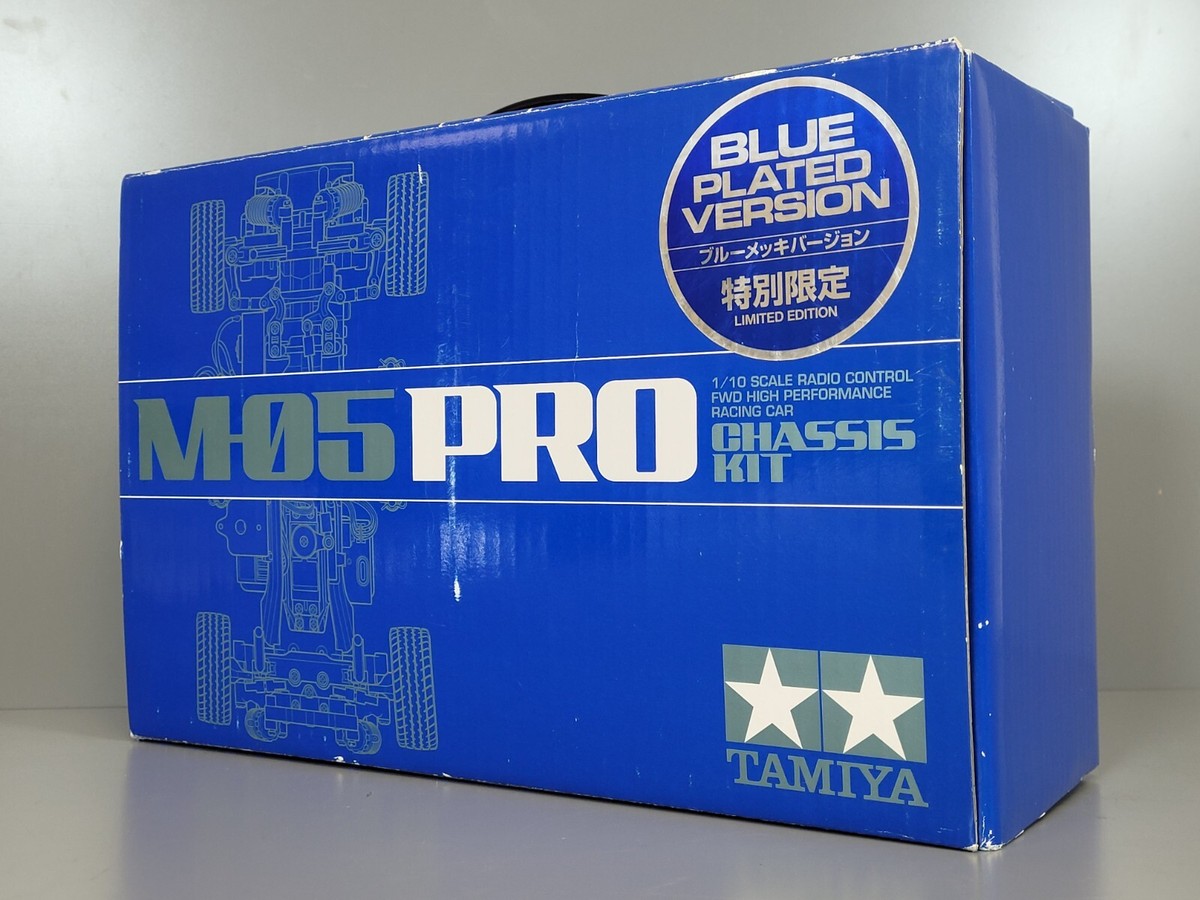 BLUE
PLATED
VERSION
ブルーメッキバージョン
特別限定
LIMITED EDITION
M-05 PRO
1/10 SCALE RADIO CONTROL
FWD HIGH PERFORMANCE
RACING CAR
CHASSIS
KIT
TAMIYA